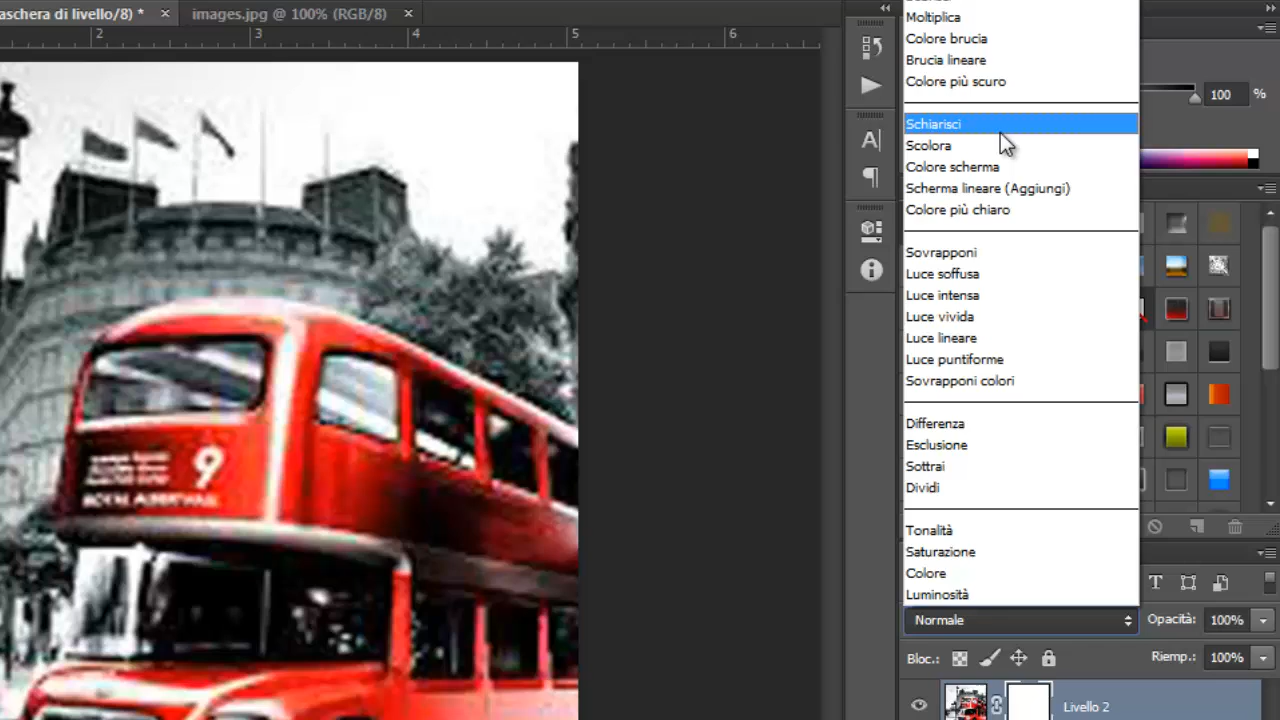 aschera di livello/8) * × images.jpg @ 100% (RGB/8) ×
2 3 4 5 6
Moltiplica
Colore brucia
Brucia lineare
Colore più scuro
100 %
Schiarisci
Scolora
Colore scherma
Scherma lineare (Aggiungi)
Colore più chiaro
Sovrapponi
Luce soffusa
Luce intensa
Luce vivida
Luce lineare
Luce puntiforme
Sovrapponi colori
Differenza
Esclusione
Sottrai
Dividi
Tonalità
Saturazione
Colore
Luminosità
Normale Opacità: 100%
Bloc.: Riemp.: 100%
Livello 2
9
ROYAL